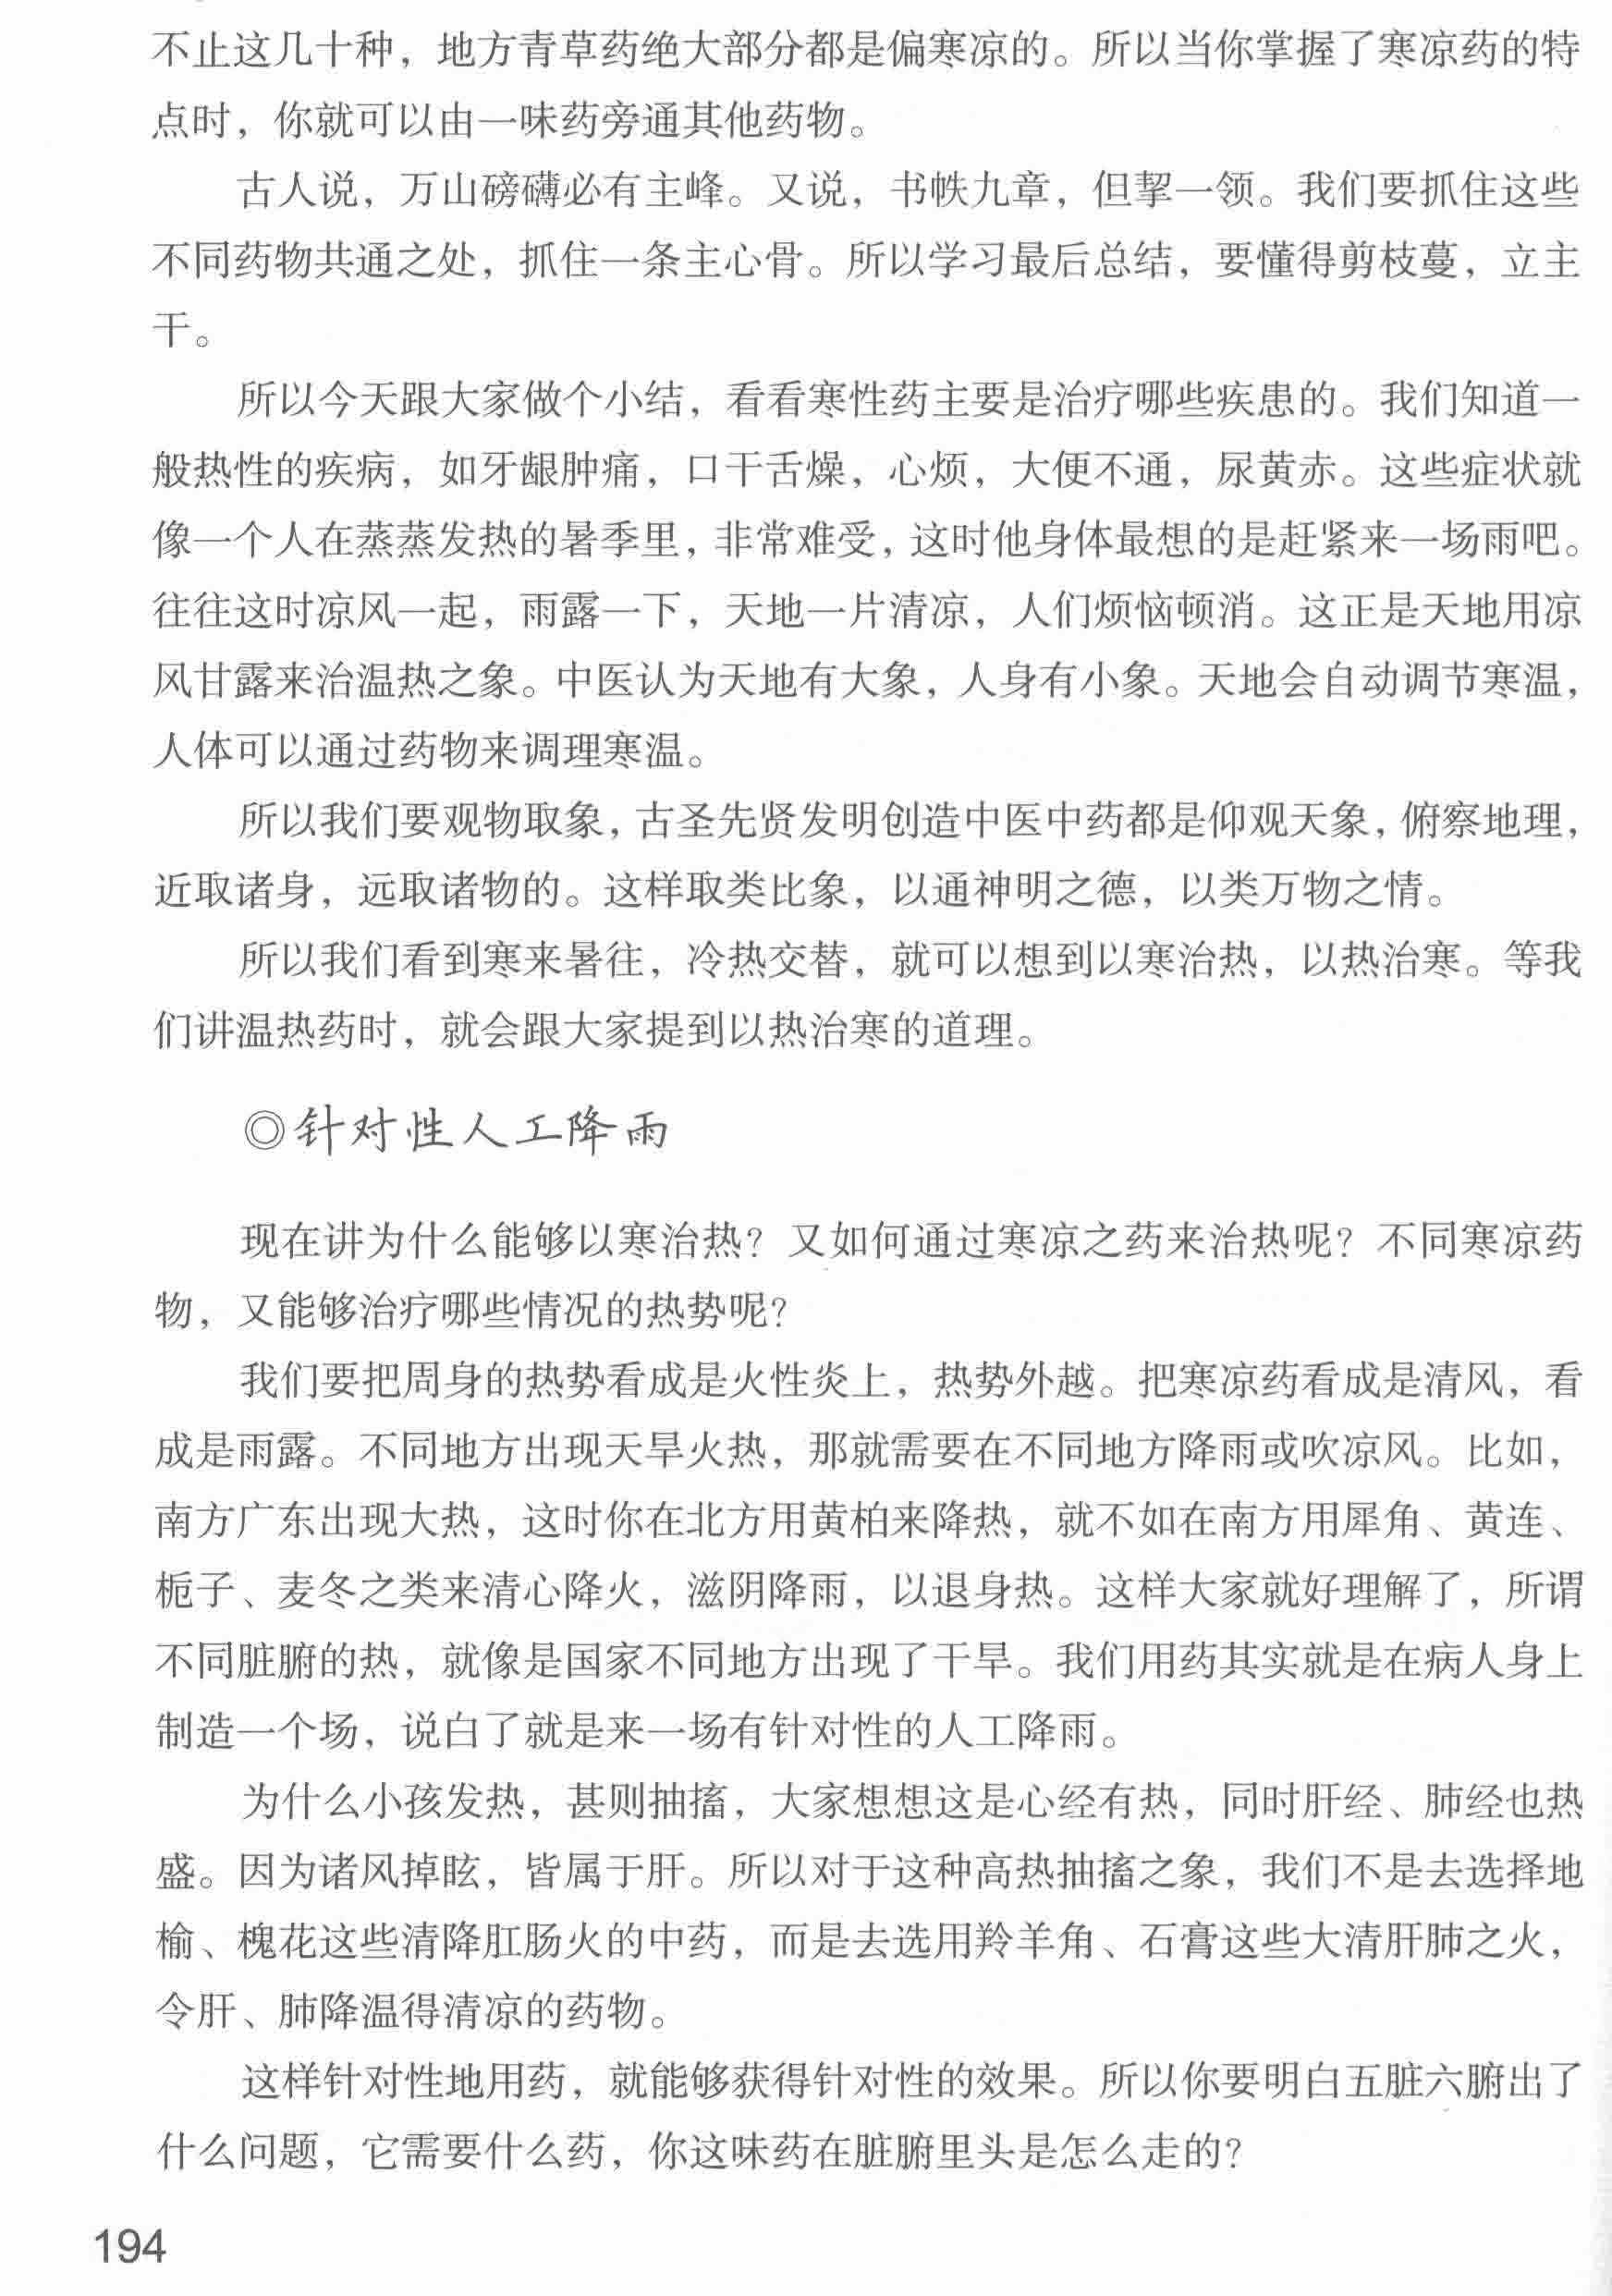 不止这几十种，地方青草药绝大部分都是偏寒凉的。所以当你掌握了寒凉药的特
点时，你就可以由一味药旁通其他药物。
古人说，万山磅礴必有主峰。又说，书帙九章，但挈一领。我们要抓住这些
不同药物共通之处，抓住一条主心骨。所以学习最后总结，要懂得剪枝蔓，立主
干。
所以今天跟大家做个小结，看看寒性药主要是治疗哪些疾患的。我们知道一
般热性的疾病，如牙龈肿痛，口干舌燥，心烦，大便不通，尿黄赤。这些症状就
像一个人在蒸蒸发热的暑季里，非常难受，这时他身体最想的是赶紧来一场雨吧。
往往这时凉风一起，雨露一下，天地一片清凉，人们烦恼顿消。这正是天地用凉
风甘露来治温热之象。中医认为天地有大象，人身有小象。天地会自动调节寒温，
人体可以通过药物来调理寒温。
所以我们要观物取象，古圣先贤发明创造中医中药都是仰观天象，俯察地理，
近取诸身，远取诸物的。这样取类比象，以通神明之德，以类万物之情。
所以我们看到寒来暑往，冷热交替，就可以想到以寒治热，以热治寒。等我
们讲温热药时，就会跟大家提到以热治寒的道理。
◎针对性人工降雨
现在讲为什么能够以寒治热？又如何通过寒凉之药来治热呢？不同寒凉药
物，又能够治疗哪些情况的热势呢？
我们要把周身的热势看成是火性炎上，热势外越。把寒凉药看成是清风，看
成是雨露。不同地方出现天旱火热，那就需要在不同地方降雨或吹凉风。比如，
南方广东出现大热，这时你在北方用黄柏来降热，就不如在南方用犀角、黄连、
栀子、麦冬之类来清心降火，滋阴降雨，以退身热。这样大家就好理解了，所谓
不同脏腑的热，就像是国家不同地方出现了干旱。我们用药其实就是在病人身上
制造一个场，说白了就是来一场有针对性的人工降雨。
为什么小孩发热，甚则抽搐，大家想想这是心经有热，同时肝经、肺经也热
盛。因为诸风掉眩，皆属于肝。所以对于这种高热抽搐之象，我们不是去选择地
榆、槐花这些清降肛肠火的中药，而是去选用羚羊角、石膏这些大清肝肺之火，
令肝、肺降温得清凉的药物。
这样针对性地用药，就能够获得针对性的效果。所以你要明白五脏六腑出了
什么问题，它需要什么药，你这味药在脏腑里头是怎么走的？
194